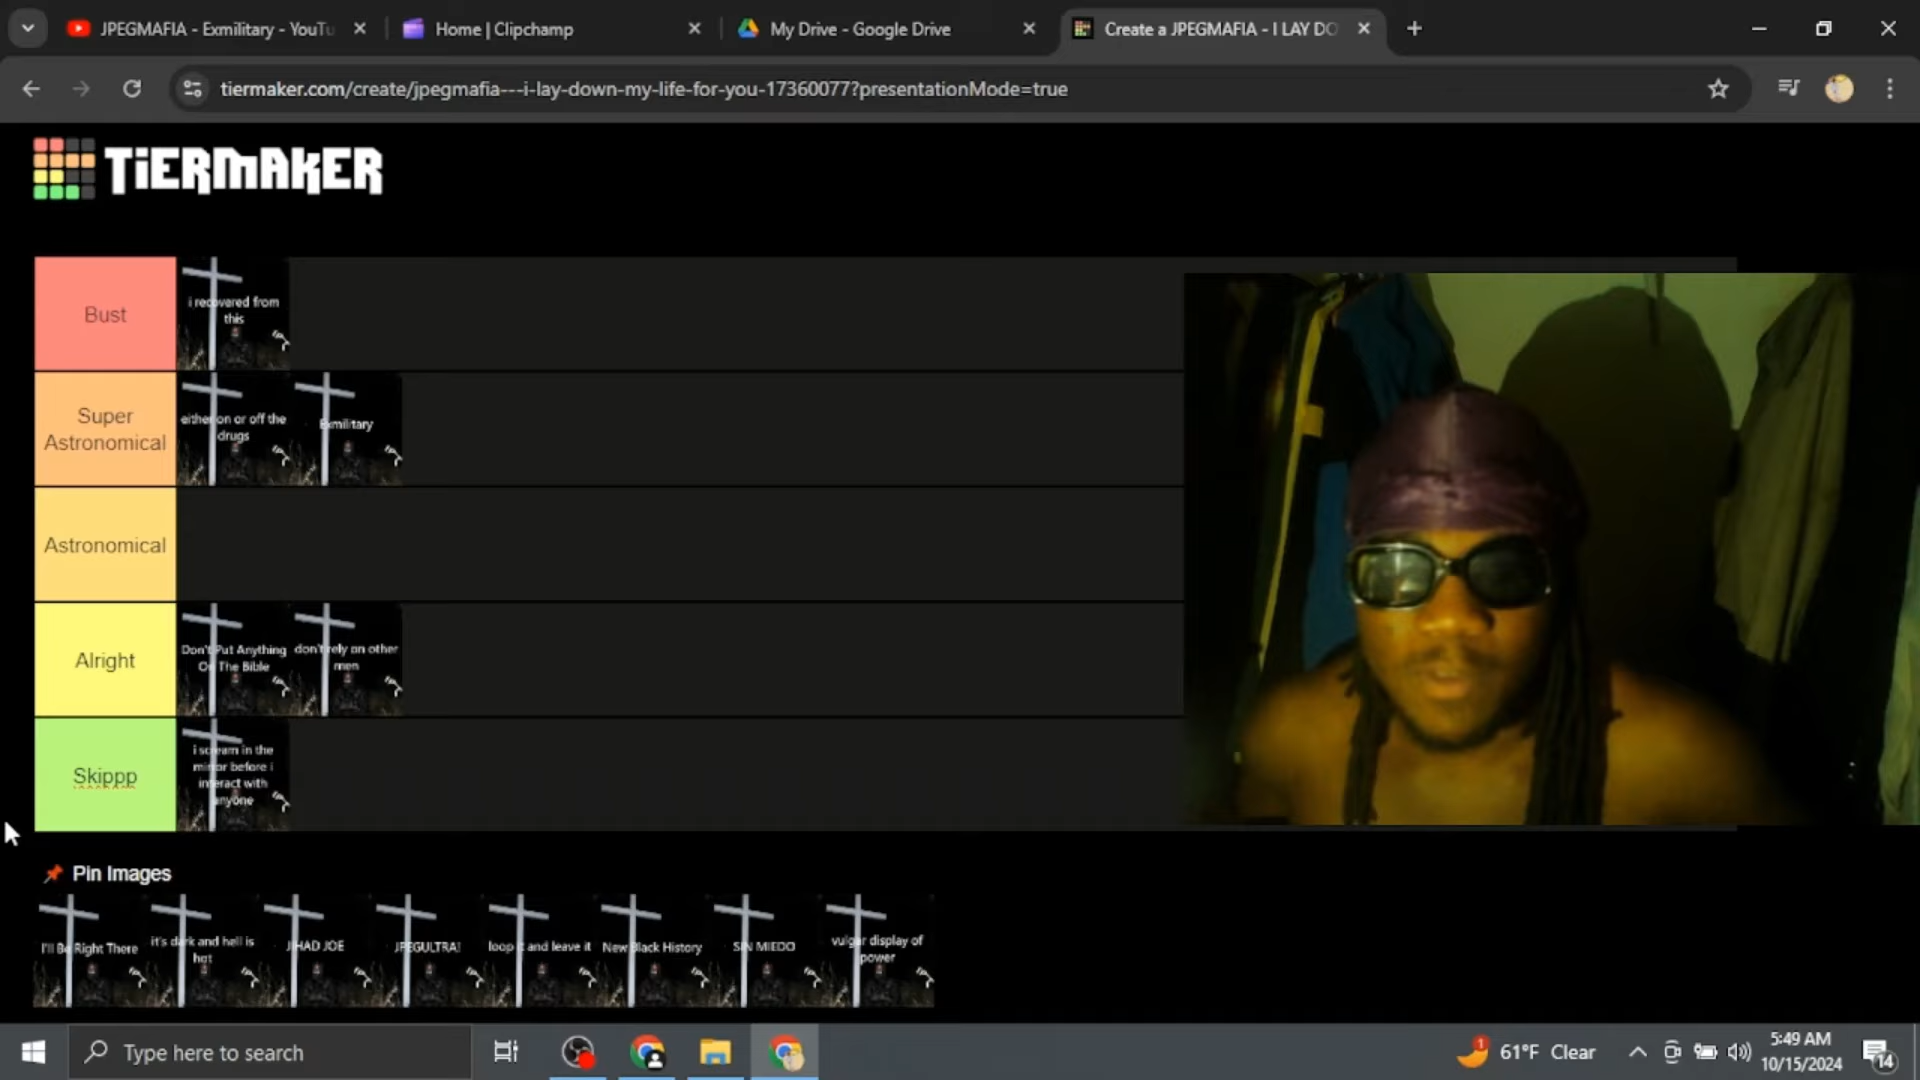 JPEGMAFIA - Exmilitary - YouTu
Home | Clipchamp
My Drive - Google Drive
Create a JPEGMAFIA - I LAY DO
tiermaker.com/create/jpegmafia---i-lay-down-my-life-for-you-17360077?presentationMode=true
TiERMAKER
Bust
i recovered from
this
Super
Astronomical
either on or off the
drugs
Exmilitary
Astronomical
Alright
Don't Put Anything
On The Bible
don't rely on other
men
Skippp
i scream in the
mirror before i
interact with
anyone
Pin Images
I'll Be Right There
it's dark and hell is
hot
JIHAD JOE
JPEGULTRA!
loop it and leave it
New Black History
SIN MIEDO
vulgar display of
power
Type here to search
1
61°F Clear
5:49 AM
10/15/2024
14